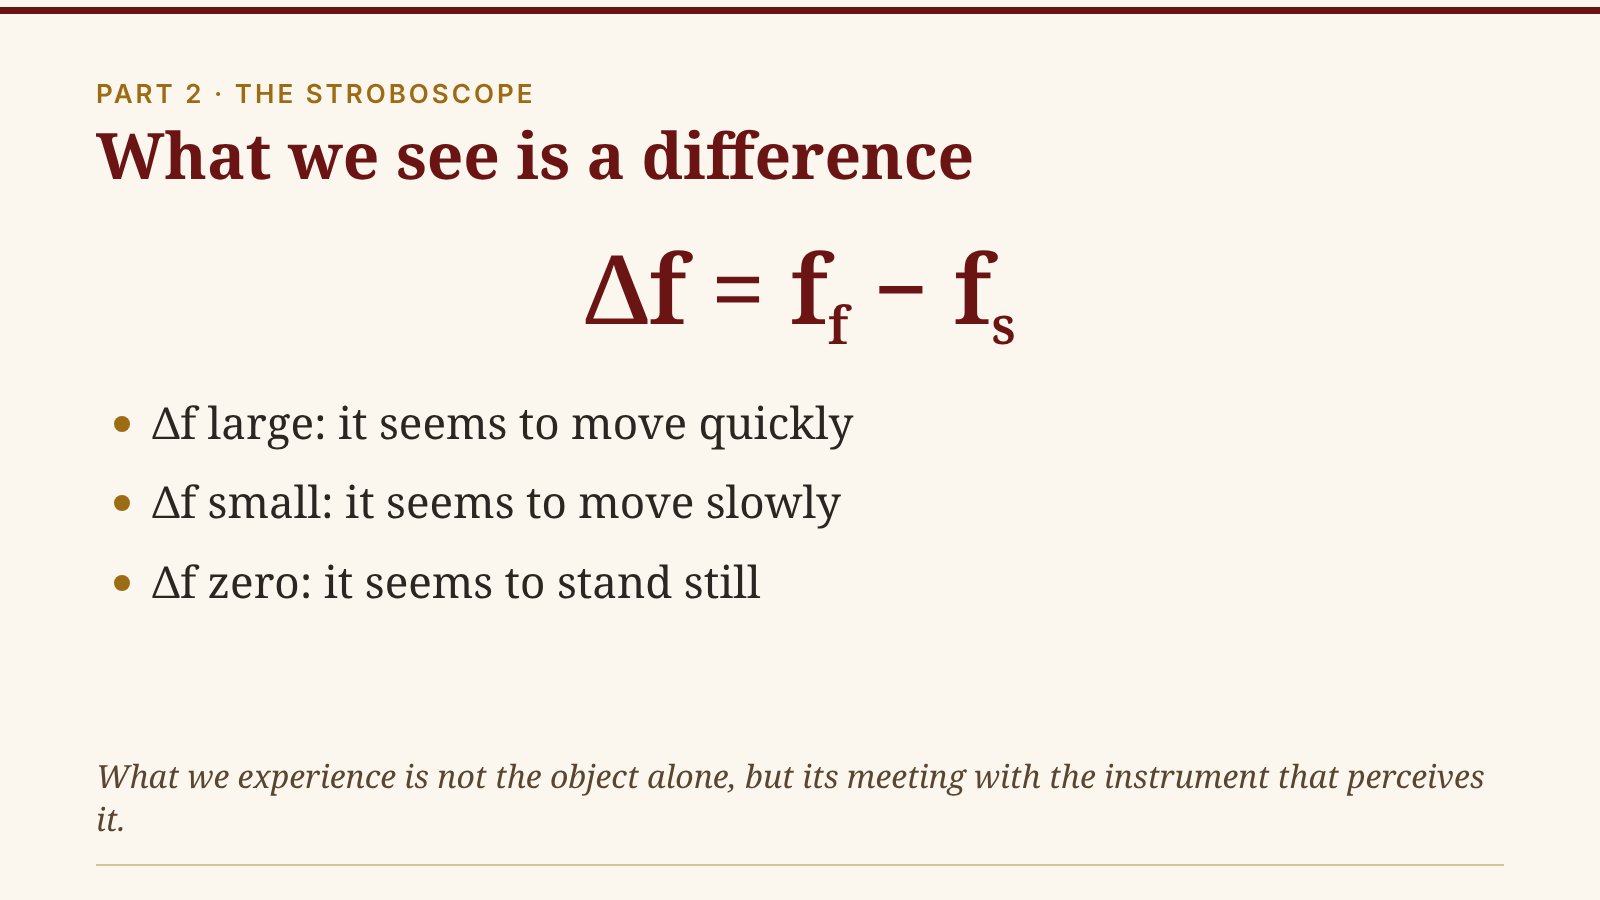 PART 2 · THE STROBOSCOPE
What we see is a difference
Δf = f_f − f_s
• Δf large: it seems to move quickly
• Δf small: it seems to move slowly
• Δf zero: it seems to stand still
What we experience is not the object alone, but its meeting with the instrument that perceives
it.